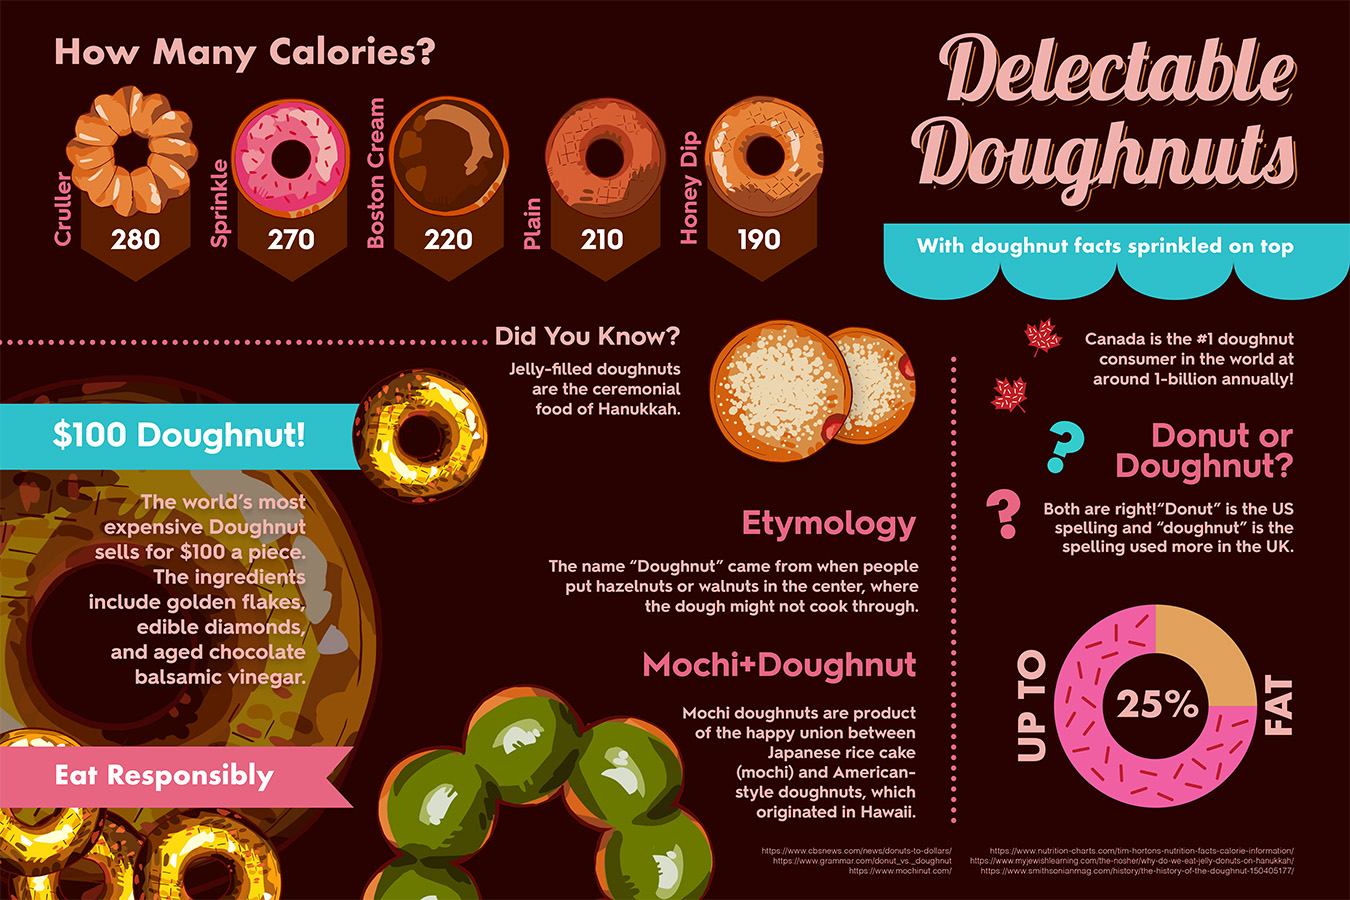 How Many Calories?
Cruller
280
Sprinkle
270
Boston Cream
220
Plain
210
Honey Dip
190
Delectable
Doughnuts
With doughnut facts sprinkled on top
Did You Know?
Jelly-filled doughnuts
are the ceremonial
food of Hanukkah.
$100 Doughnut!
The world's most
expensive Doughnut
sells for $100 a piece.
The ingredients
include golden flakes,
edible diamonds,
and aged chocolate
balsamic vinegar.
Eat Responsibly
Etymology
The name "Doughnut" came from when people
put hazelnuts or walnuts in the center, where
the dough might not cook through.
Mochi+Doughnut
Mochi doughnuts are product
of the happy union between
Japanese rice cake
(mochi) and American-
style doughnuts, which
originated in Hawaii.
Canada is the #1 doughnut
consumer in the world at
around 1-billion annually!
Donut or
Doughnut?
?
?
Both are right!"Donut" is the US
spelling and "doughnut" is the
spelling used more in the UK.
UP TO
25%
FAT
https://www.cbsnews.com/news/donuts-to-dollars/
https://www.grammar.com/donut_vs._doughnut
https://www.mochinut.com/
https://www.nutrition-charts.com/tim-hortons-nutrition-facts-calorie-information/
https://www.myjewishlearning.com/the-nosher/why-do-we-eat-jelly-donuts-on-hanukkah/
https://www.smithsonianmag.com/history/the-history-of-the-doughnut-150405177/